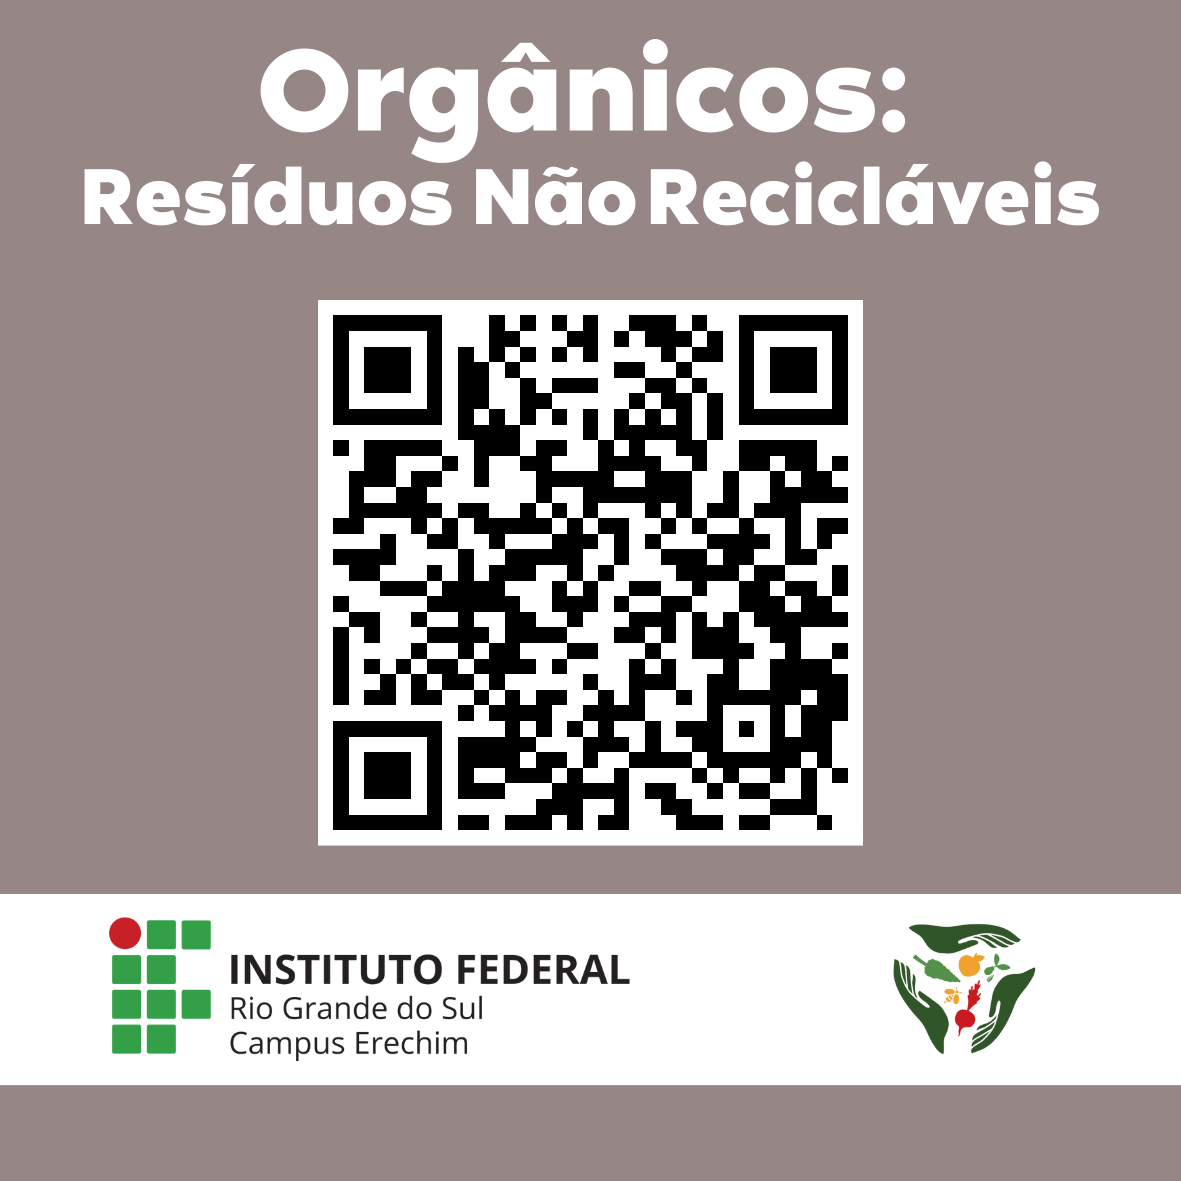 Orgânicos:
Resíduos Não Recicláveis
INSTITUTO FEDERAL
Rio Grande do Sul
Campus Erechim